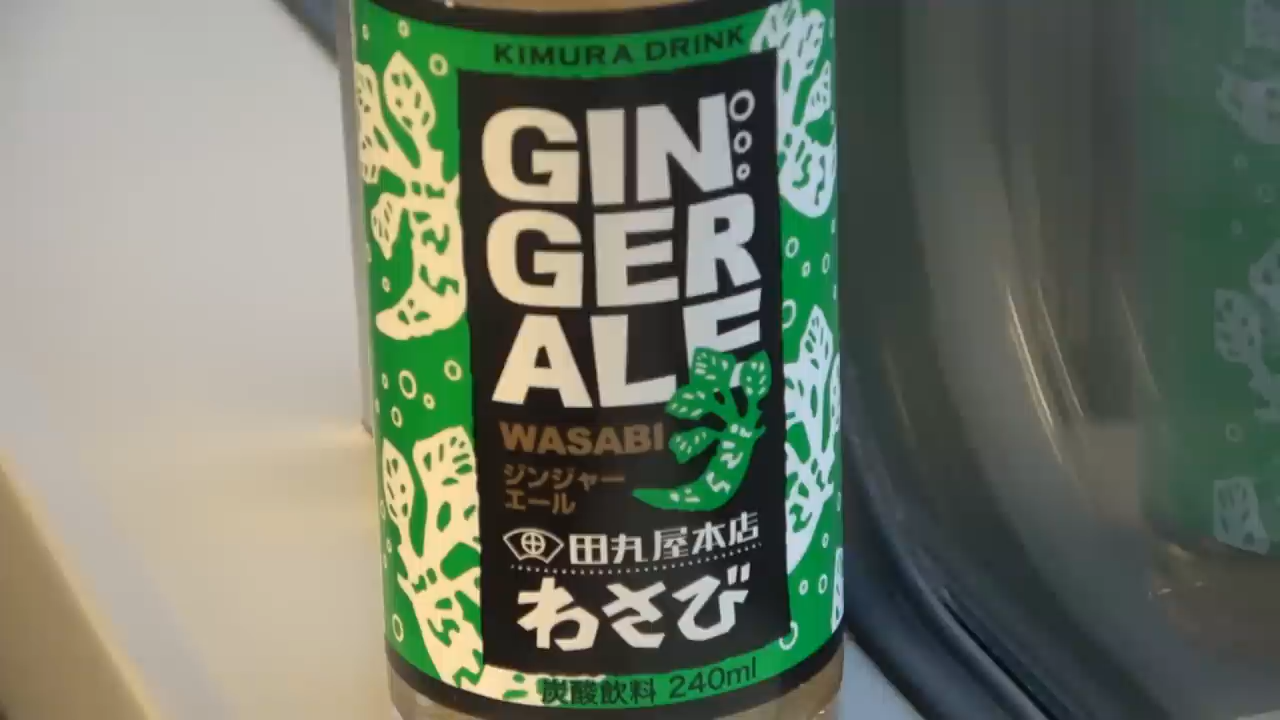 KIMURA DRINK
GIN
GER
ALE
WASABI
ジンジャー
エール
田丸屋本店
わさび
炭酸飲料 240ml